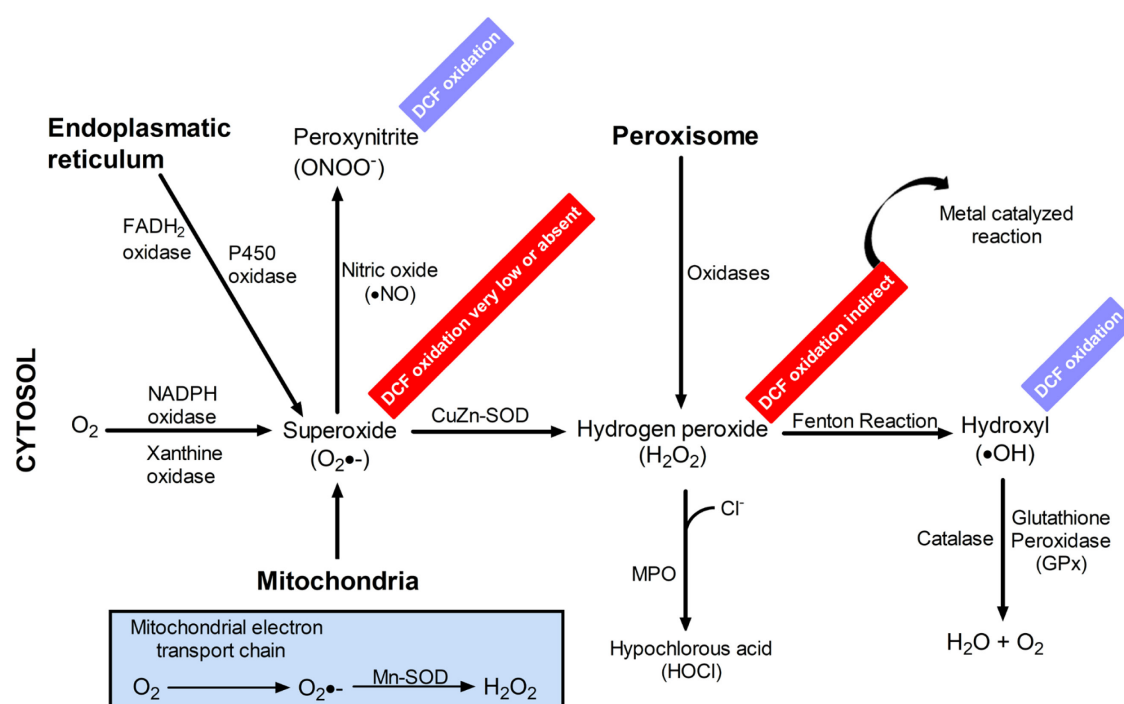 DCF oxidation
Endoplasmatic
reticulum
Peroxynitrite
(ONOO⁻)
Peroxisome
Metal catalyzed
reaction
FADH₂
oxidase
P450
oxidase
Nitric oxide
(●NO)
DCF oxidation very low or absent
Oxidases
DCF oxidation indirect
DCF oxidation
CYTOSOL
O₂
NADPH
oxidase
Xanthine
oxidase
Superoxide
(O₂●-)
CuZn-SOD
Hydrogen peroxide
(H₂O₂)
Fenton Reaction
Hydroxyl
(●OH)
Cl⁻
MPO
Catalase
Glutathione
Peroxidase
(GPx)
Mitochondria
Hypochlorous acid
(HOCl)
H₂O + O₂
Mitochondrial electron
transport chain
O₂
O₂●-
Mn-SOD
H₂O₂